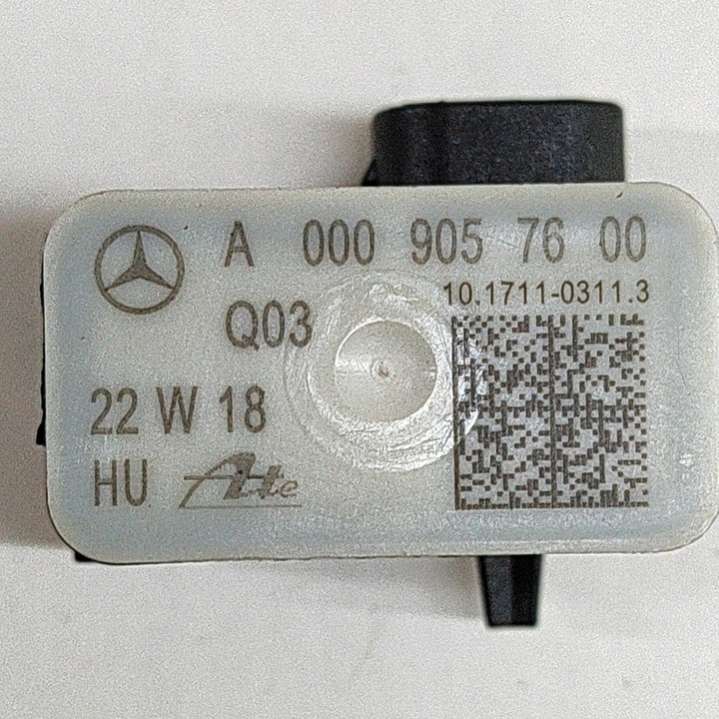 A 000 905 76 00
10.1711-0311.3
Q03
22 W 18
HU Ate